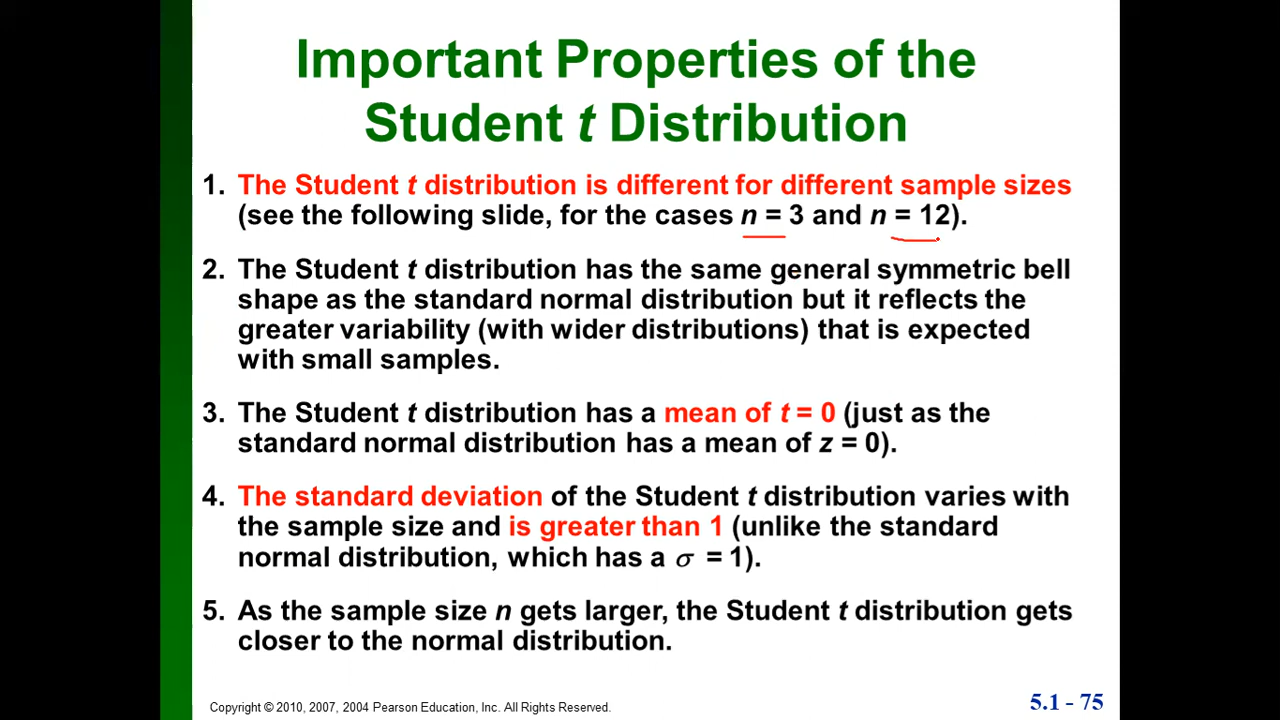 Important Properties of the
Student t Distribution
1. The Student t distribution is different for different sample sizes
(see the following slide, for the cases n = 3 and n = 12).
2. The Student t distribution has the same general symmetric bell
shape as the standard normal distribution but it reflects the
greater variability (with wider distributions) that is expected
with small samples.
3. The Student t distribution has a mean of t = 0 (just as the
standard normal distribution has a mean of z = 0).
4. The standard deviation of the Student t distribution varies with
the sample size and is greater than 1 (unlike the standard
normal distribution, which has a σ = 1).
5. As the sample size n gets larger, the Student t distribution gets
closer to the normal distribution.
Copyright © 2010, 2007, 2004 Pearson Education, Inc. All Rights Reserved.
5.1 - 75